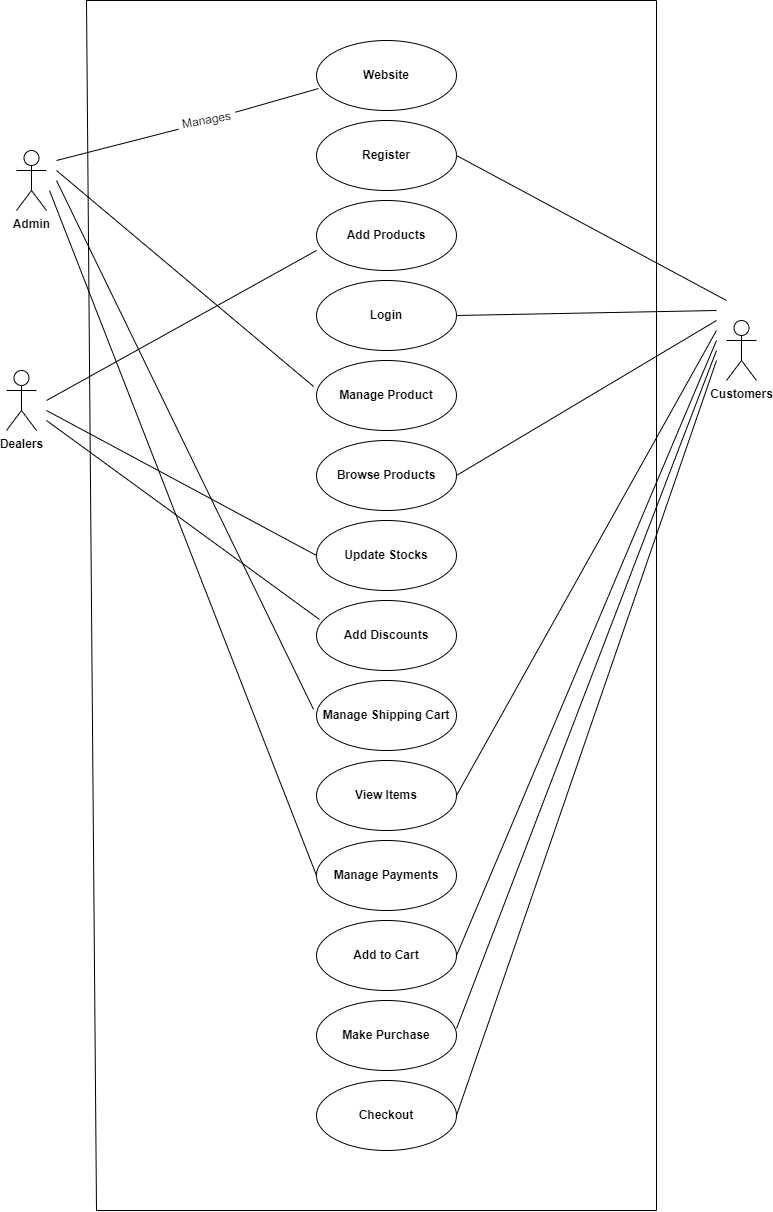 Website
Manages
Register
Admin
Add Products
Login
Manage Product
Customers
Dealers
Browse Products
Update Stocks
Add Discounts
Manage Shipping Cart
View Items
Manage Payments
Add to Cart
Make Purchase
Checkout